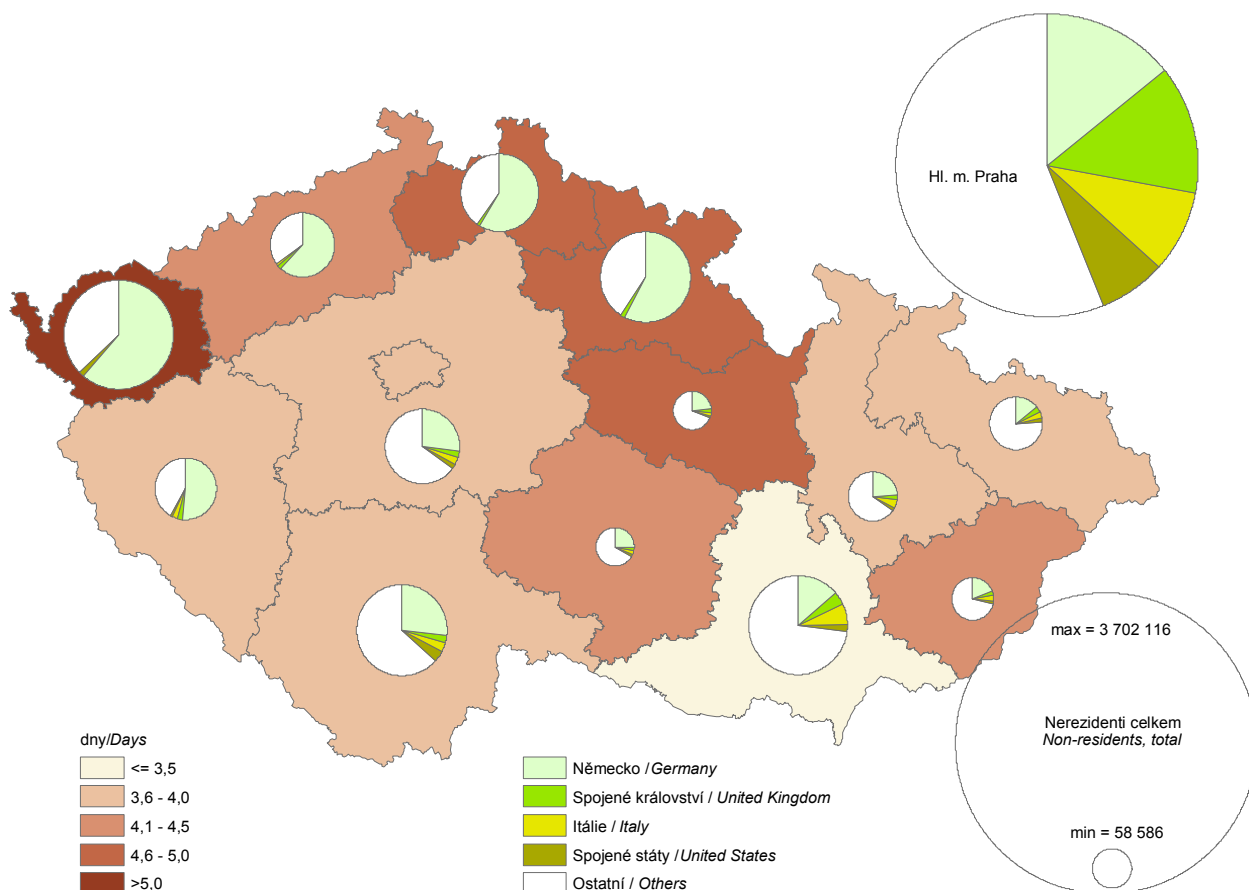 Hl. m. Praha
max = 3 702 116
Nerezidenti celkem
Non-residents, total
min = 58 586
dny/Days
<= 3,5
3,6 - 4,0
4,1 - 4,5
4,6 - 5,0
>5,0
Německo / Germany
Spojené království / United Kingdom
Itálie / Italy
Spojené státy / United States
Ostatní / Others